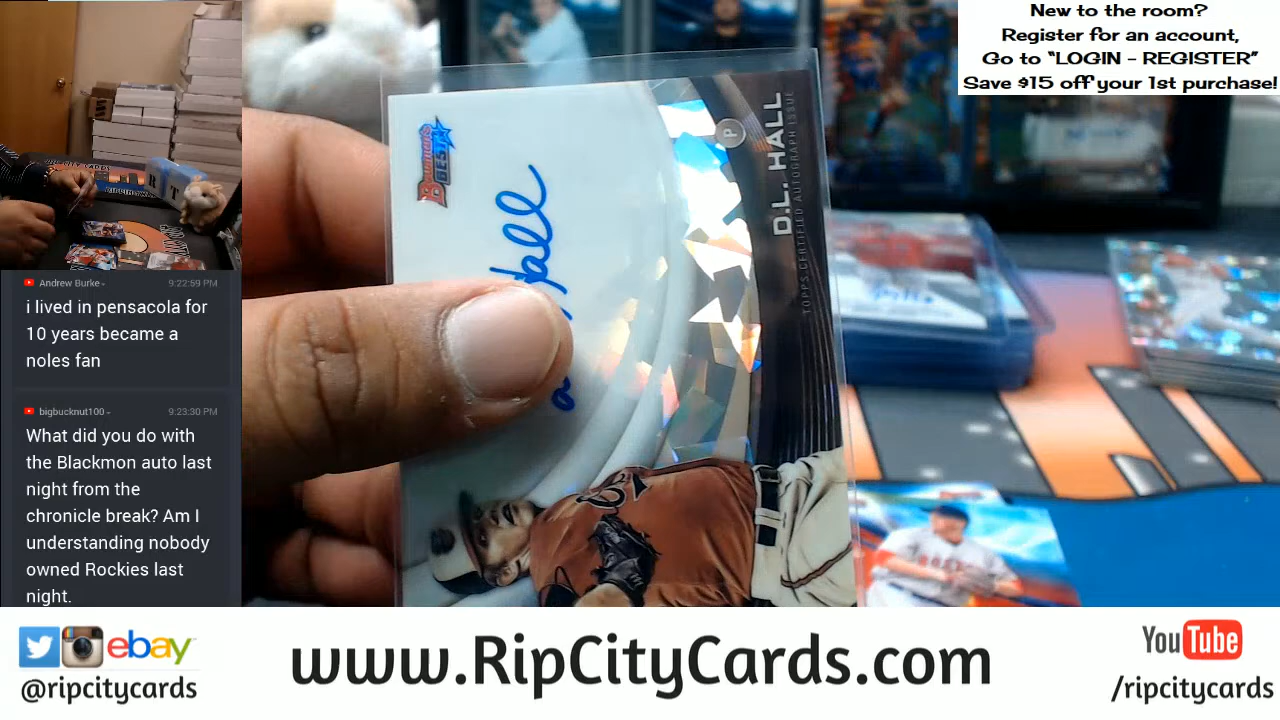 New to the room?
Register for an account,
Go to "LOGIN - REGISTER"
Save $15 off your 1st purchase!
Andrew Burke
9:22:59 PM
i lived in pensacola for
10 years became a
noles fan
bigbucknut100
9:23:30 PM
What did you do with
the Blackmon auto last
night from the
chronicle break? Am I
understanding nobody
owned Rockies last
night.
Bowman's
BEST
Hall
P
D.L. HALL
TOPPS CERTIFIED AUTOGRAPH ISSUE
ebay
@ripcitycards
www.RipCityCards.com
YouTube
/ripcitycards